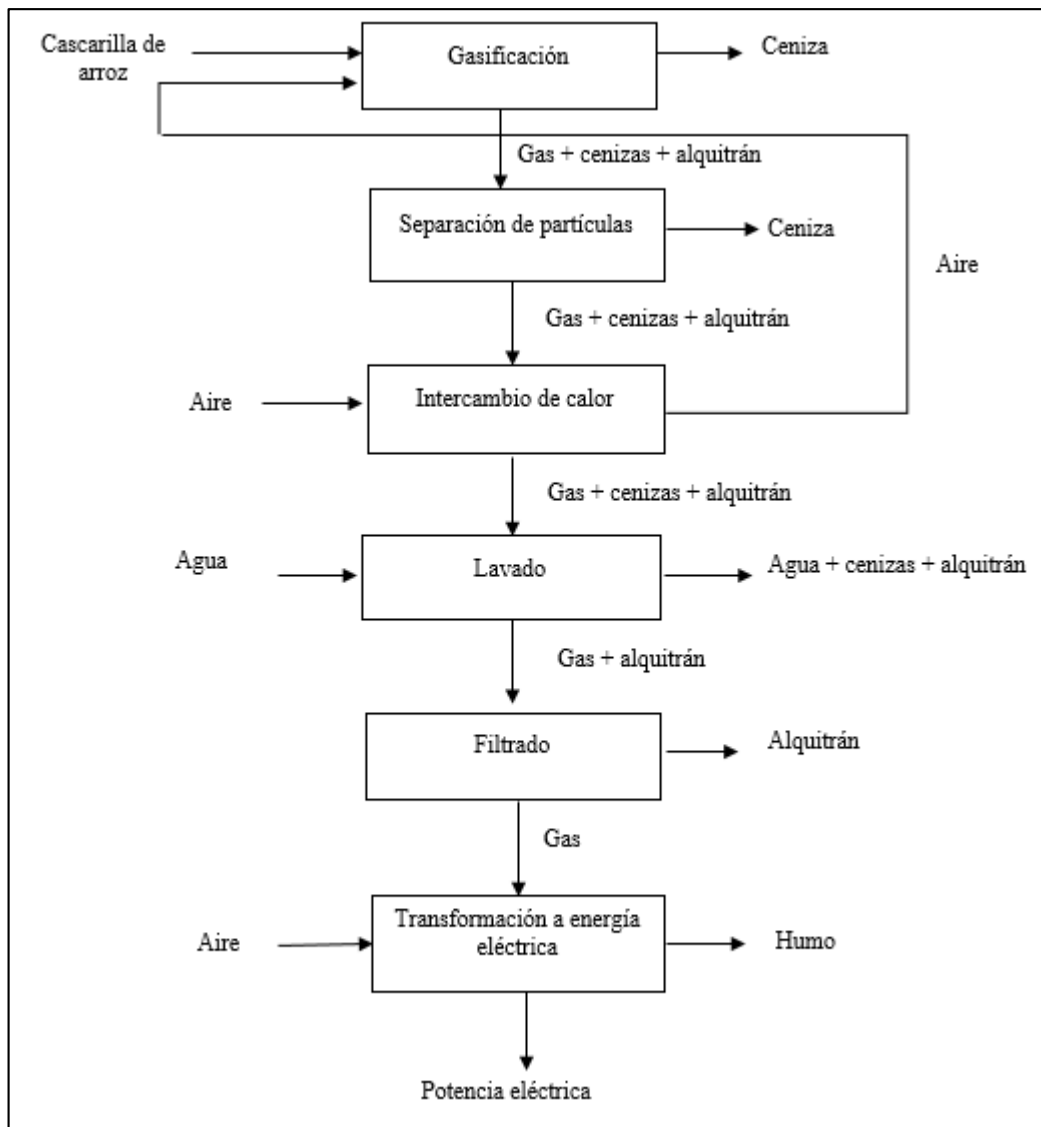 Cascarilla de
arroz
Gasificación
Ceniza
Gas + cenizas + alquitrán
Separación de partículas
Ceniza
Aire
Gas + cenizas + alquitrán
Aire
Intercambio de calor
Gas + cenizas + alquitrán
Agua
Lavado
Agua + cenizas + alquitrán
Gas + alquitrán
Filtrado
Alquitrán
Gas
Aire
Transformación a energía
eléctrica
Humo
Potencia eléctrica